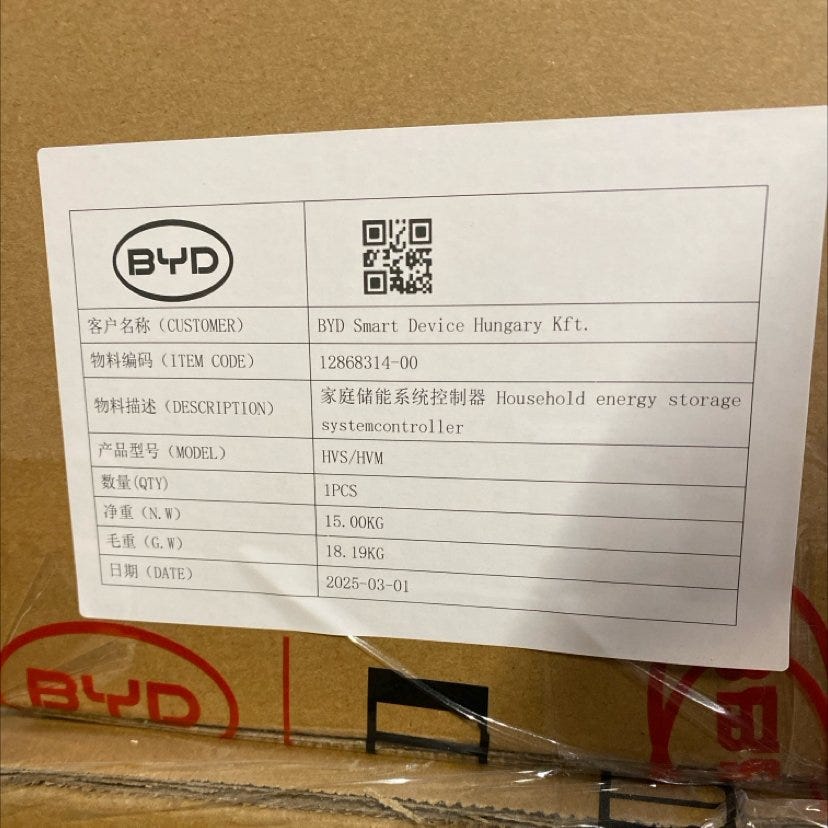 BYD
客户名称（CUSTOMER） BYD Smart Device Hungary Kft.
物料编码（ITEM CODE） 12868314-00
物料描述（DESCRIPTION） 家庭储能系统控制器 Household energy storage
systemcontroller
产品型号（MODEL） HVS/HVM
数量(QTY) 1PCS
净重（N.W） 15.00KG
毛重（G.W） 18.19KG
日期（DATE） 2025-03-01
BYD